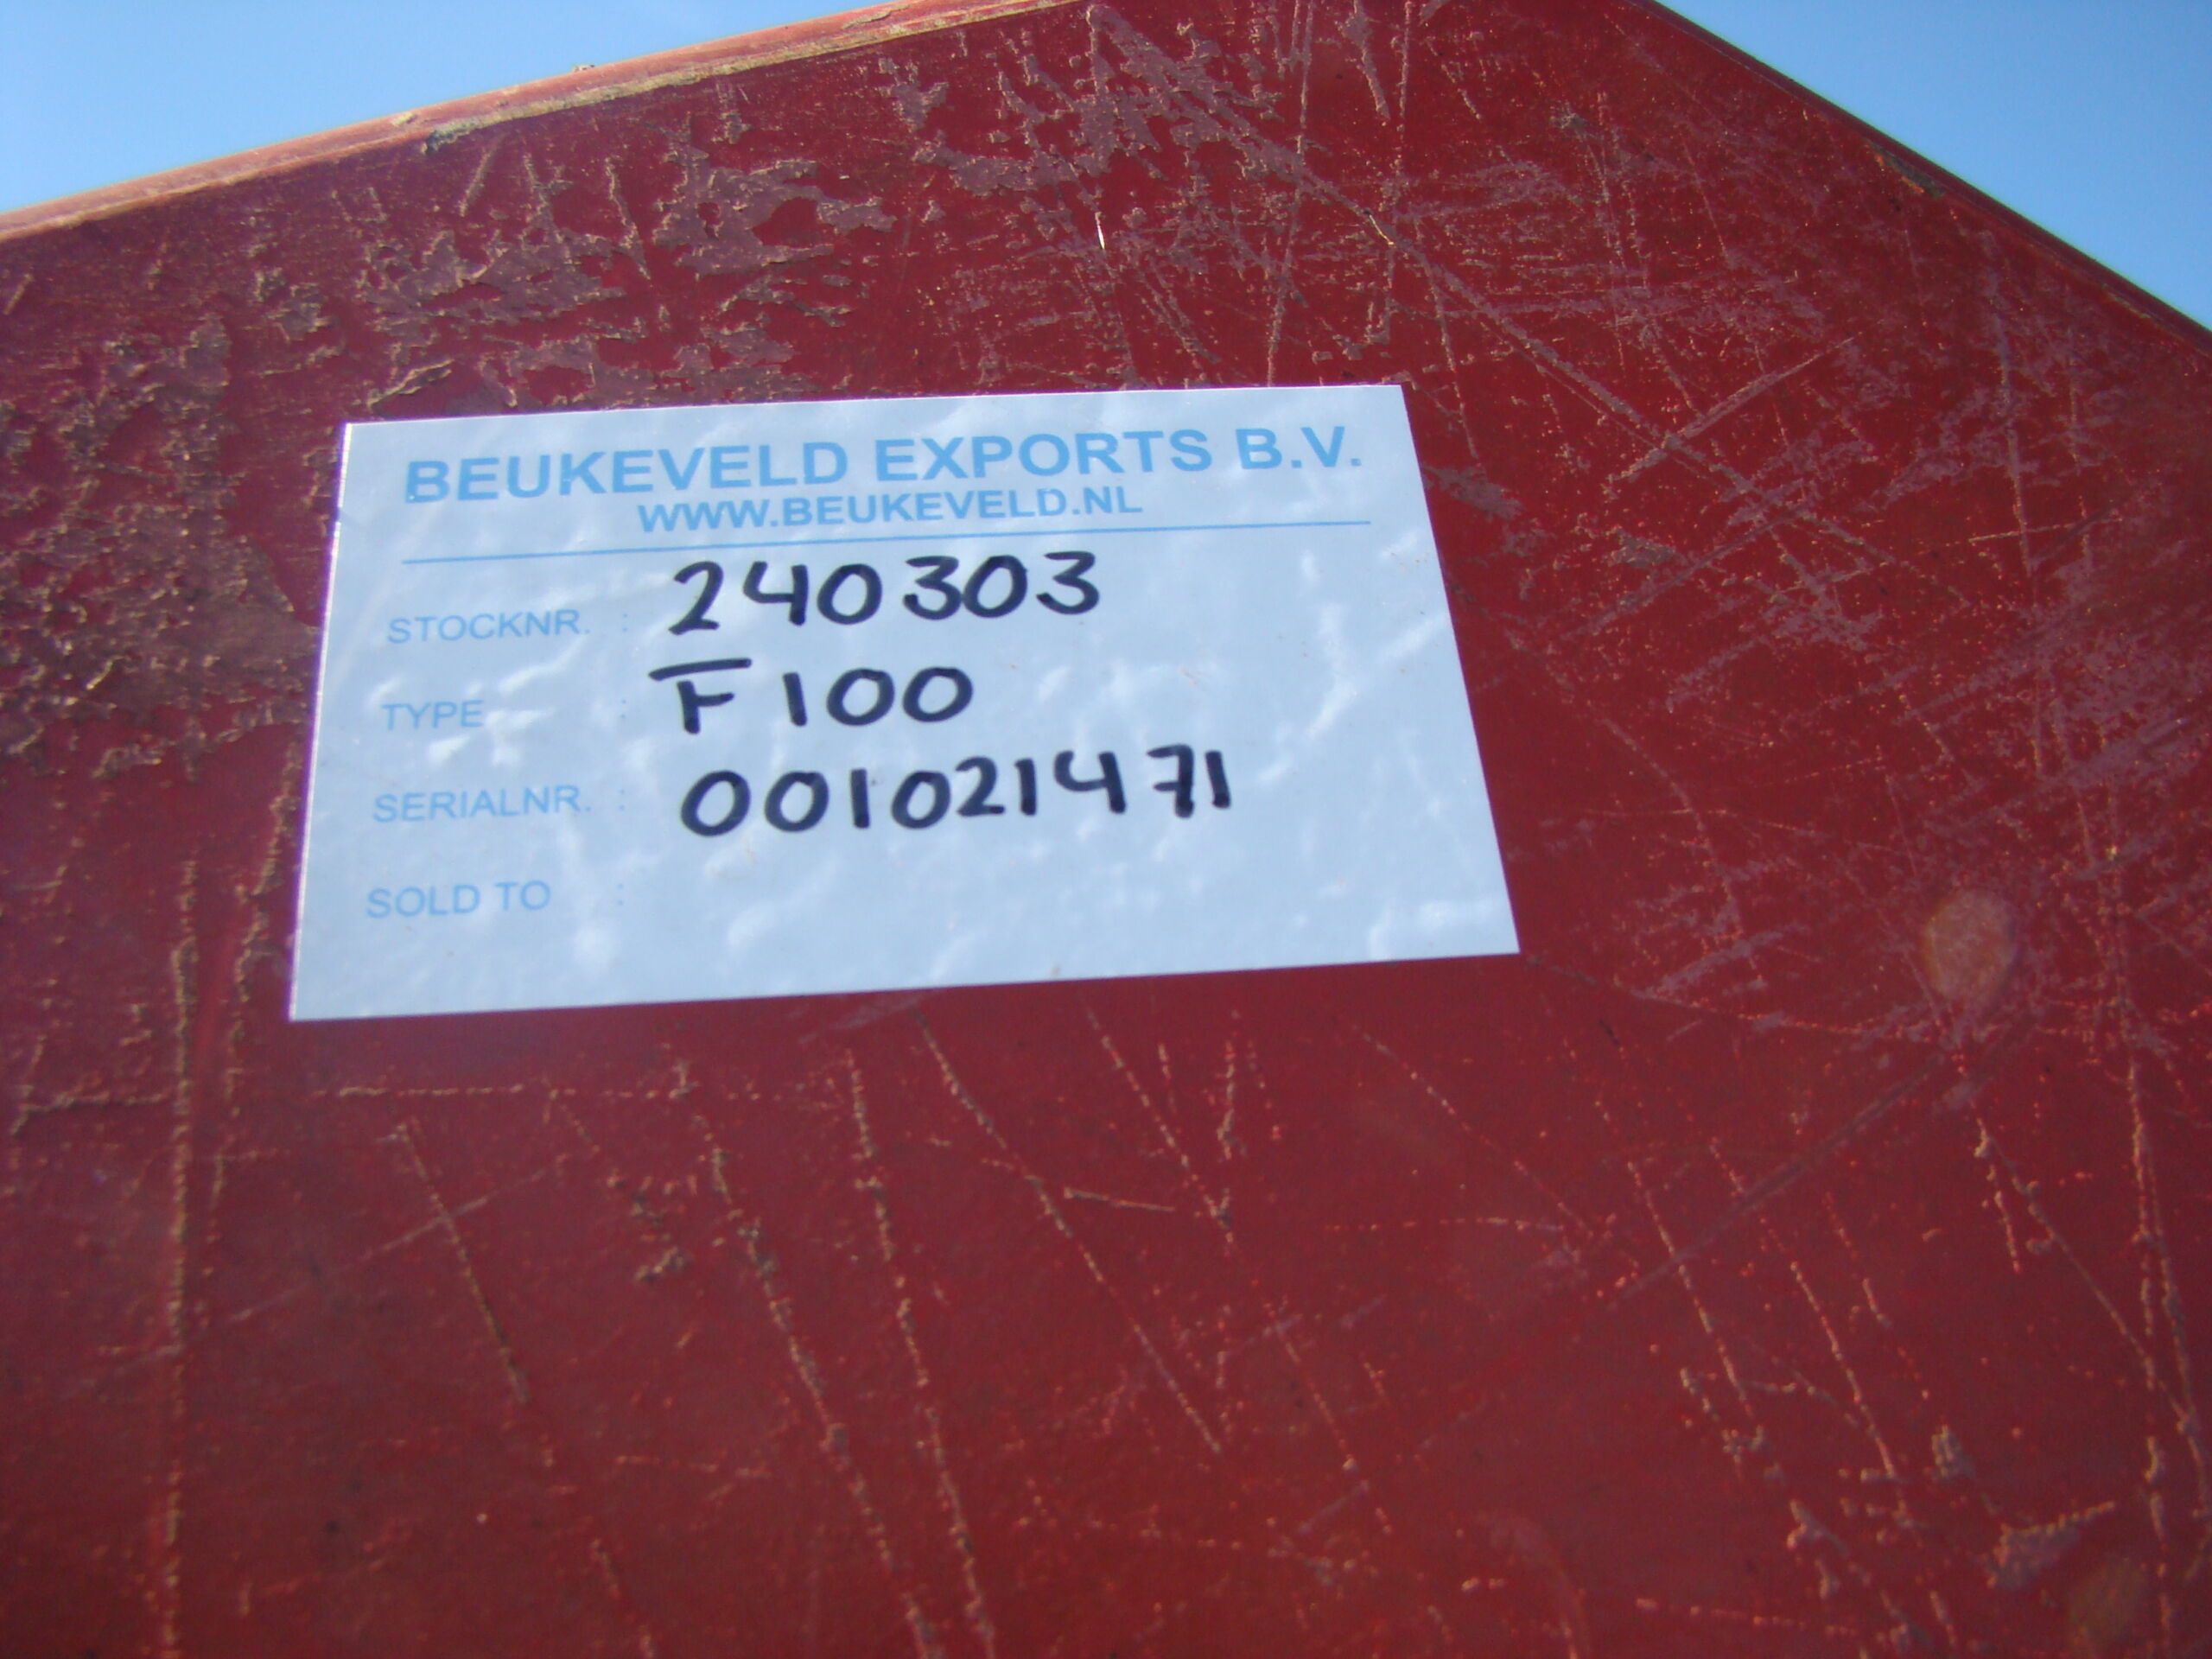 BEUKEVELD EXPORTS B.V.
WWW.BEUKEVELD.NL
STOCKNR. : 240303
TYPE : F100
SERIALNR. : 001021471
SOLD TO :